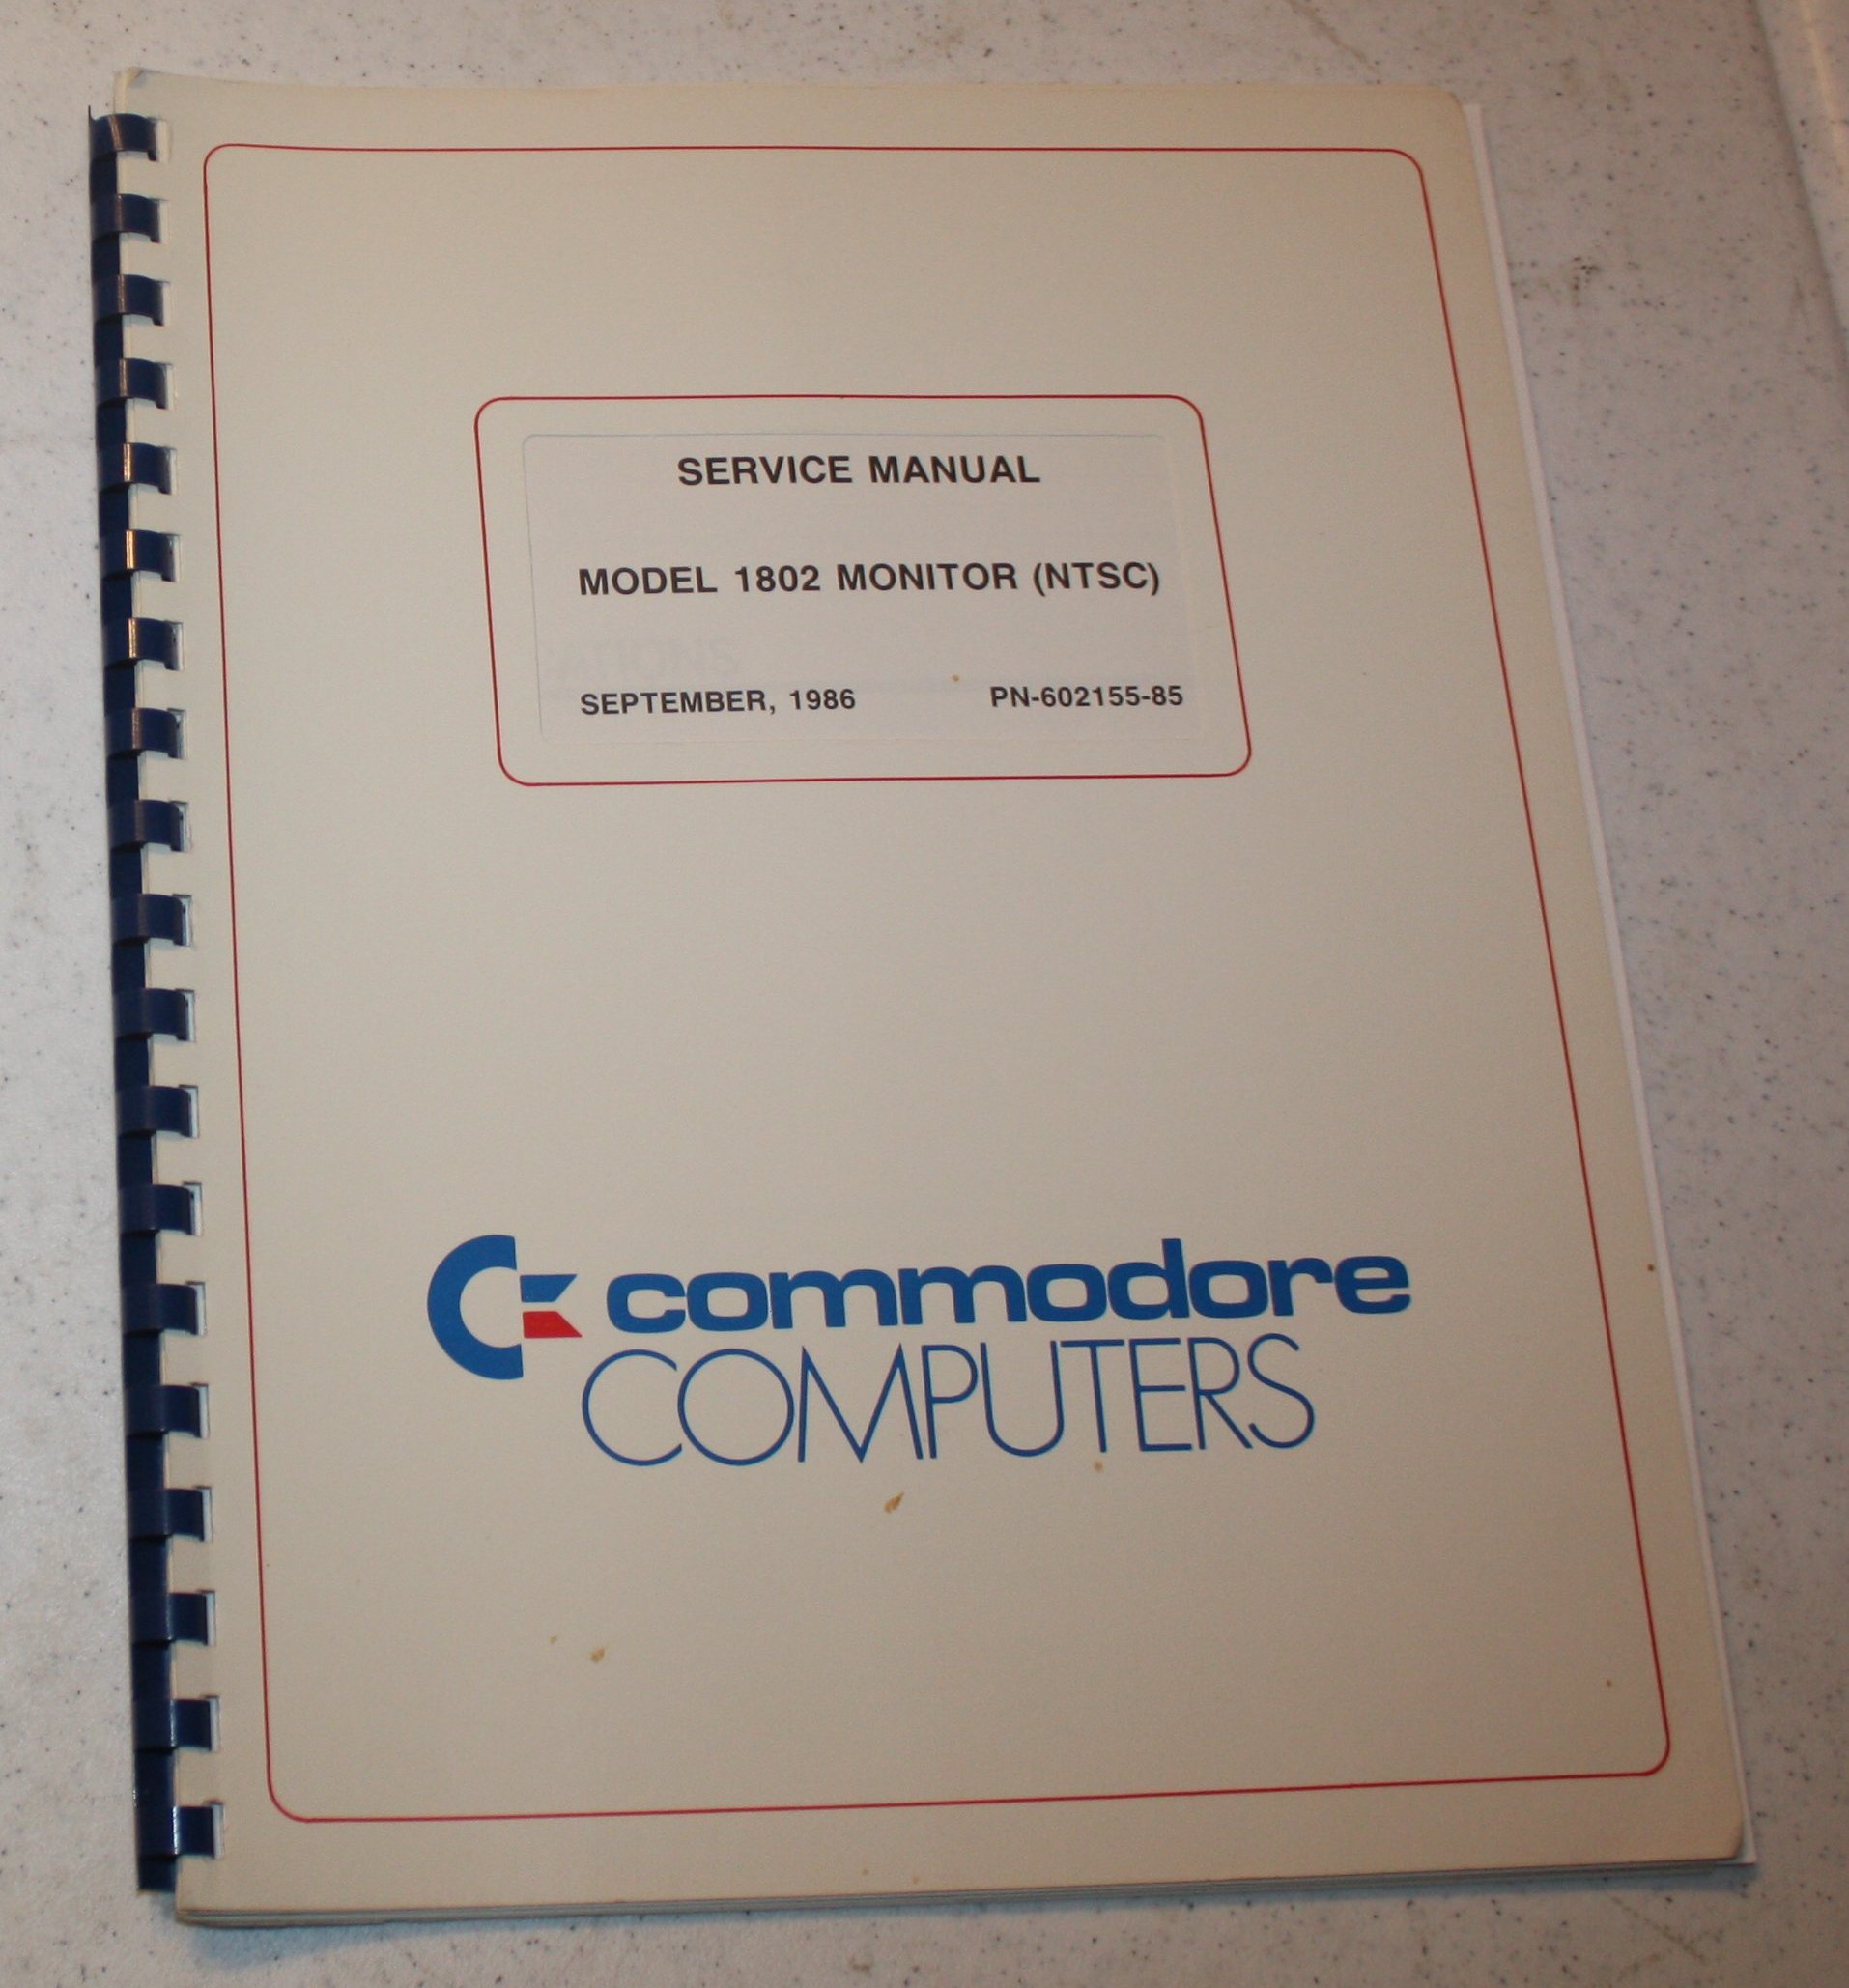 SERVICE MANUAL
MODEL 1802 MONITOR (NTSC)
SEPTEMBER, 1986 PN-602155-85
commodore
COMPUTERS